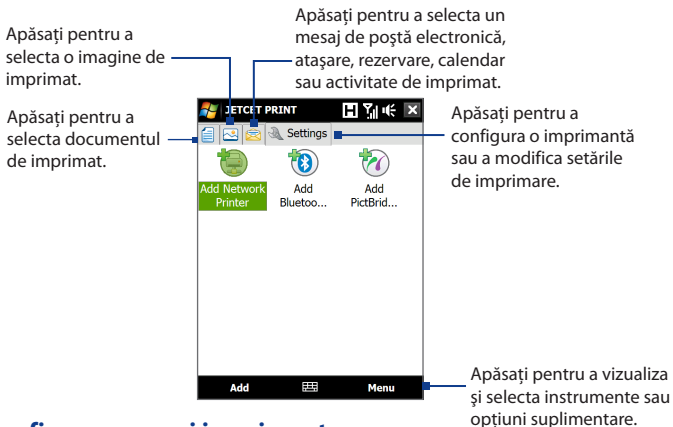 Apăsați pentru a
selecta o imagine de
imprimat.
Apăsați pentru a selecta un
mesaj de poștă electronică,
atașare, rezervare, calendar
sau activitate de imprimat.
Apăsați pentru a
selecta documentul
de imprimat.
JETCET PRINT
Settings
Add Network
Printer
Add
Bluetoo...
Add
PictBrid...
Add
Menu
Apăsați pentru a
configura o imprimantă
sau a modifica setările
de imprimare.
Apăsați pentru a vizualiza
și selecta instrumente sau
opțiuni suplimentare.